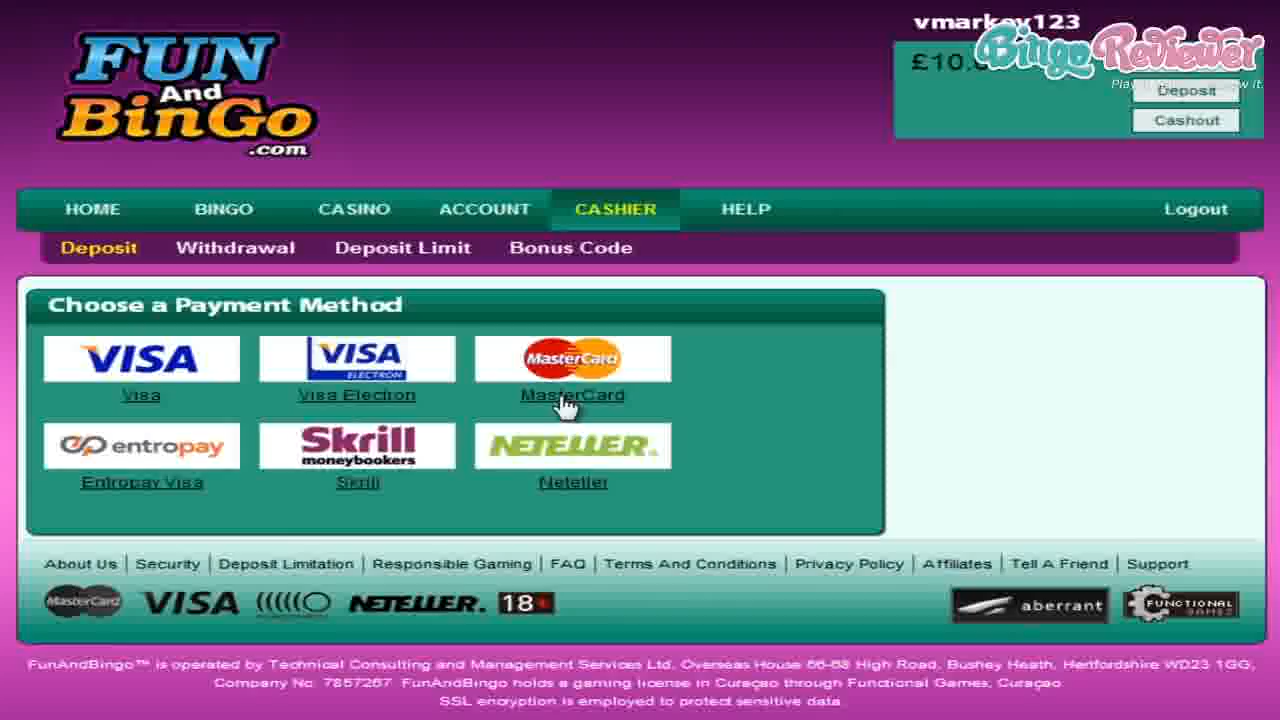 FUN
And
BinGo
.com
vmarkey123
Bingo Reviewer
£10.
Deposit
Cashout
HOME BINGO CASINO ACCOUNT CASHIER HELP Logout
Deposit Withdrawal Deposit Limit Bonus Code
Choose a Payment Method
VISA VISA ELECTRON MasterCard
Visa Visa Electron MasterCard
entropay Skrill moneybookers NETELLER.
Entropay Visa Skrill Neteller
About Us | Security | Deposit Limitation | Responsible Gaming | FAQ | Terms And Conditions | Privacy Policy | Affiliates | Tell A Friend | Support
MasterCard VISA NETELLER. 18+ aberrant FUNCTIONAL GAMES
FunAndBingo™ is operated by Technical Consulting and Management Services Ltd. Overseas House 66-68 High Road, Bushey Heath, Hertfordshire WD23 1GG,
Company No: 7857267. FunAndBingo holds a gaming license in Curaçao through Functional Games, Curaçao.
SSL encryption is employed to protect sensitive data.